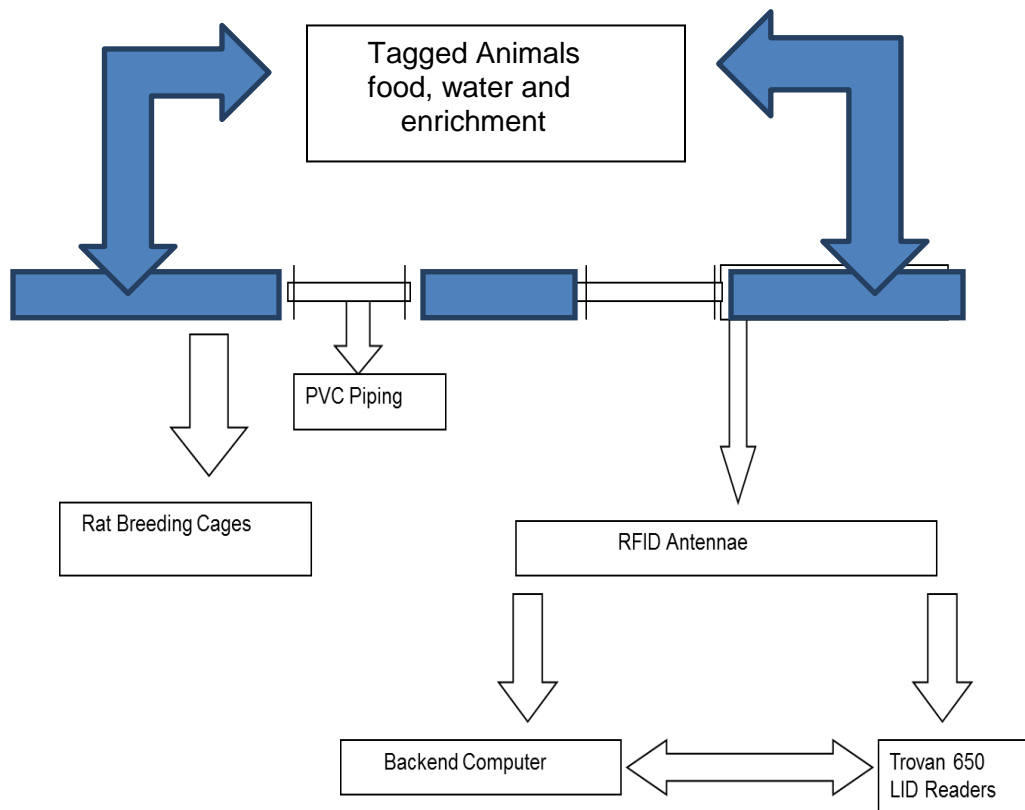 Tagged Animals
food, water and
enrichment
PVC Piping
Rat Breeding Cages
RFID Antennae
Backend Computer
Trovan 650
LID Readers